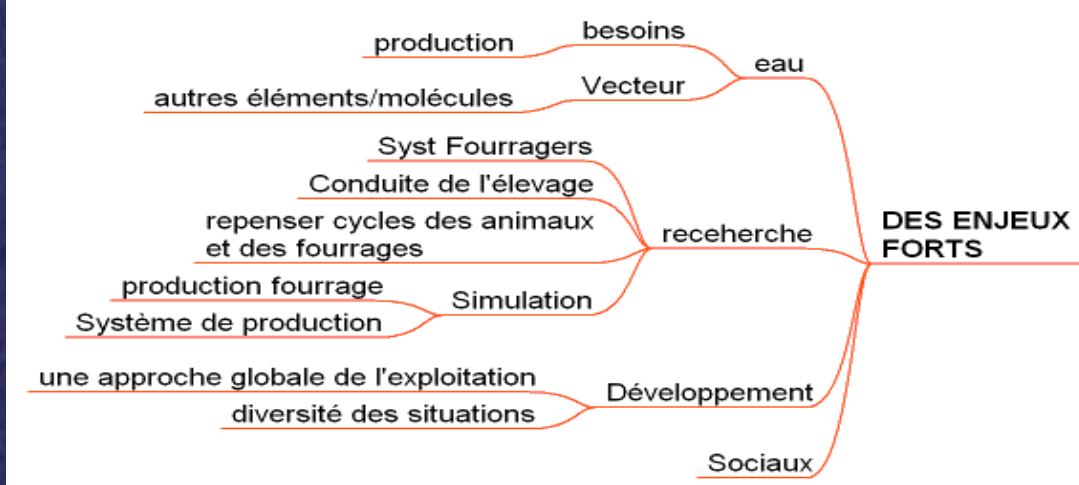 DES ENJEUX
FORTS
eau
besoins
production
Vecteur
autres éléments/molécules
receherche
Syst Fourragers
Conduite de l'élevage
repenser cycles des animaux
et des fourrages
Simulation
production fourrage
Système de production
Développement
une approche globale de l'exploitation
diversité des situations
Sociaux